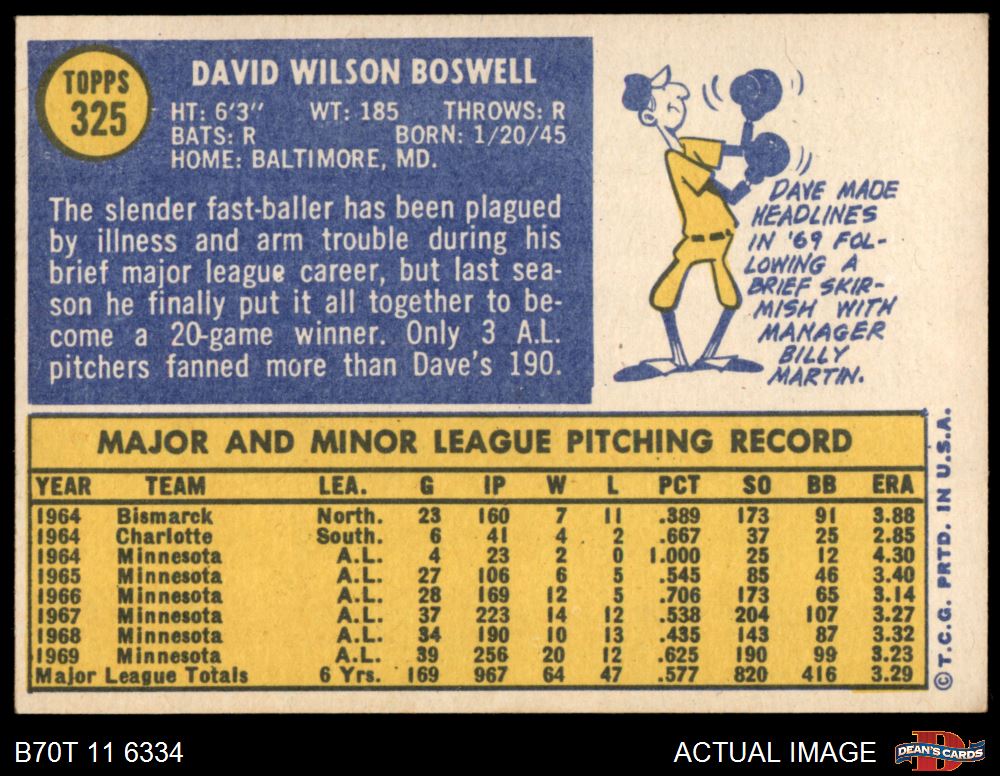 TOPPS
325
DAVID WILSON BOSWELL
HT: 6'3" WT: 185 THROWS: R
BATS: R BORN: 1/20/45
HOME: BALTIMORE, MD.
The slender fast-baller has been plagued
by illness and arm trouble during his
brief major league career, but last sea-
son he finally put it all together to be-
come a 20-game winner. Only 3 A.L.
pitchers fanned more than Dave's 190.
DAVE MADE
HEADLINES
IN '69 FOL-
LOWING A
BRIEF SKIR-
MISH WITH
MANAGER
BILLY
MARTIN.
MAJOR AND MINOR LEAGUE PITCHING RECORD
YEAR TEAM LEA. G IP W L PCT SO BB ERA
1964 Bismarck North. 23 160 7 11 .389 173 91 3.88
1964 Charlotte South. 6 41 4 2 .667 37 25 2.85
1964 Minnesota A.L. 4 23 2 0 1.000 25 12 4.30
1965 Minnesota A.L. 27 106 6 5 .545 85 46 3.40
1966 Minnesota A.L. 28 169 12 5 .706 173 65 3.14
1967 Minnesota A.L. 37 223 14 12 .538 204 107 3.27
1968 Minnesota A.L. 34 190 10 13 .435 143 87 3.32
1969 Minnesota A.L. 39 256 20 12 .625 190 99 3.23
Major League Totals 6 Yrs. 169 967 64 47 .577 820 416 3.29
©T.C.G. PRTD. IN U.S.A.
B70T 11 6334
ACTUAL IMAGE
DEAN'S CARDS